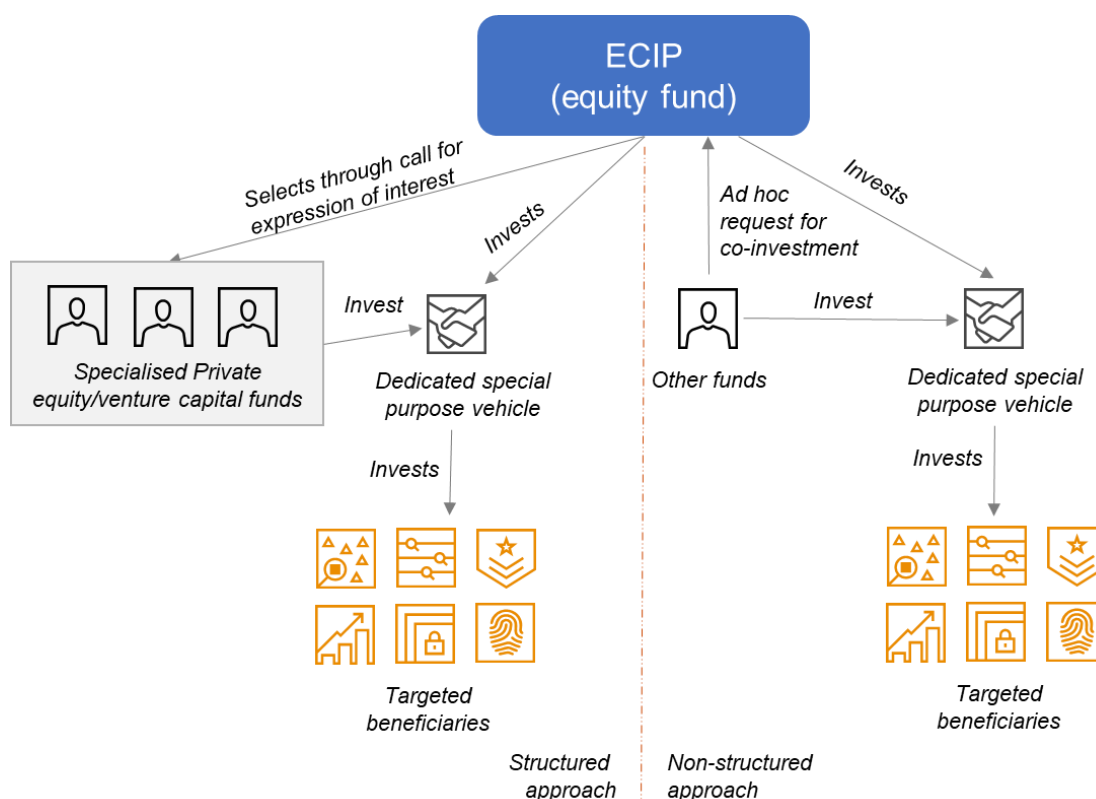 ECIP
(equity fund)
Selects through call for
expression of interest
Invests
Ad hoc
request for
co-investment
Invests
Invest
Invest
Specialised Private
equity/venture capital funds
Dedicated special
purpose vehicle
Other funds
Dedicated special
purpose vehicle
Invests
Invests
Targeted
beneficiaries
Targeted
beneficiaries
Structured
approach
Non-structured
approach